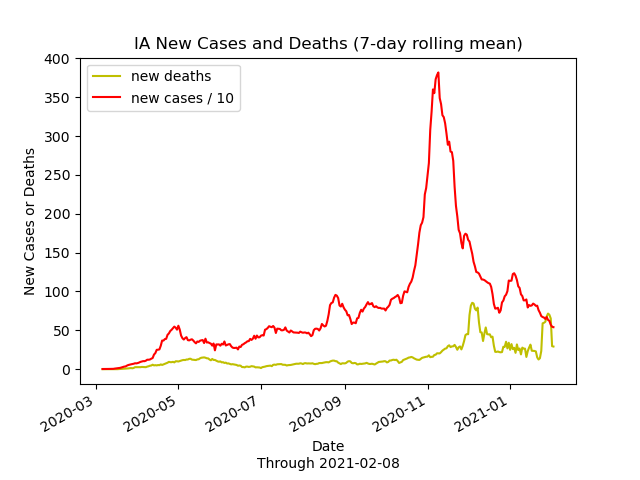 IA New Cases and Deaths (7-day rolling mean)
new deaths
new cases / 10
400
350
300
250
200
150
100
50
0
New Cases or Deaths
2020-03
2020-05
2020-07
2020-09
2020-11
2021-01
Date
Through 2021-02-08